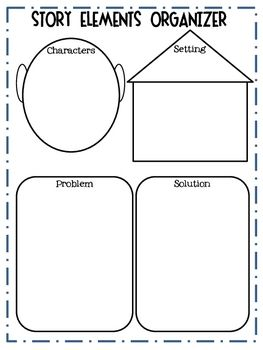 STORY ELEMENTS ORGANIZER
Characters
Setting
Problem
Solution